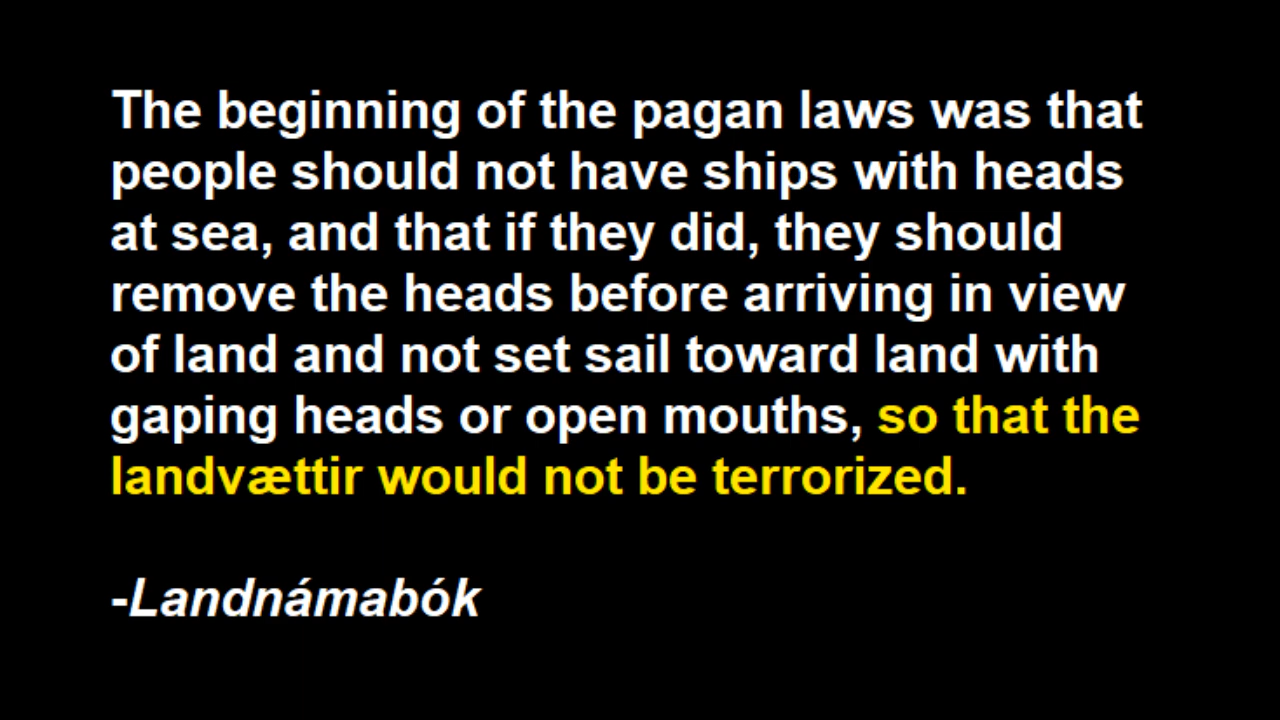 The beginning of the pagan laws was that
people should not have ships with heads
at sea, and that if they did, they should
remove the heads before arriving in view
of land and not set sail toward land with
gaping heads or open mouths, so that the
landvættir would not be terrorized.
-Landnámabók